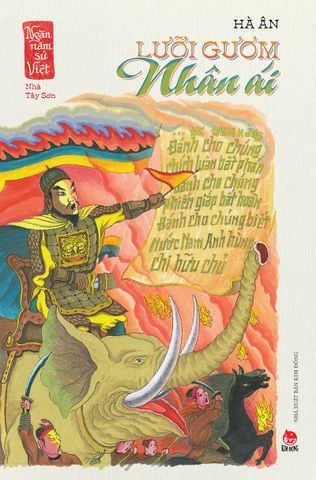 Ngàn
năm sử
Việt
Nhà
Tây Sơn
HÀ ÂN
LƯỠI GƯƠM
Nhân ái
Đánh cho chúng
chích luân bất phản
Đánh cho chúng
phiến giáp bất hoàn
Đánh cho chúng biết
Nước Nam Anh hùng
chi hữu chủ
NHÀ XUẤT BẢN KIM ĐỒNG
KIM ĐỒNG